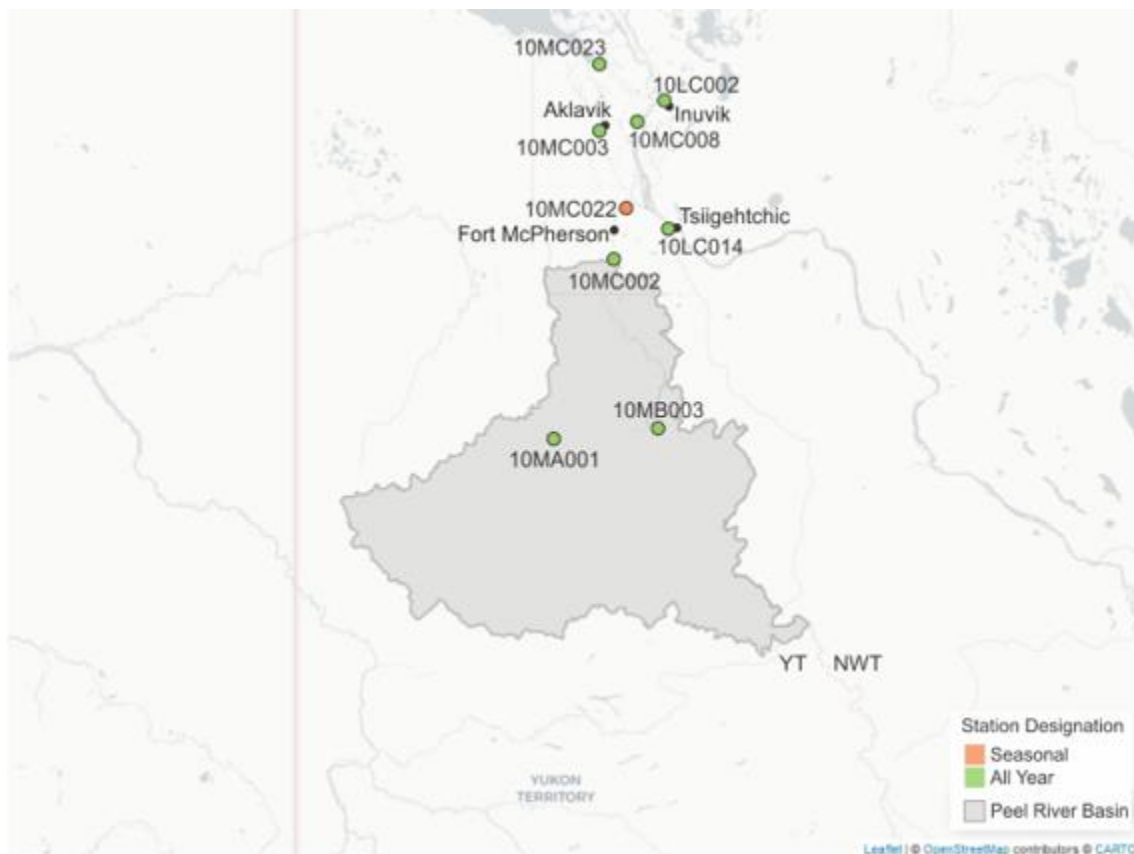 10MC023
10LC002
Inuvik
Aklavik
10MC003
10MC008
10MC022
Tsiigehtchic
Fort McPherson
10LC014
10MC002
10MB003
10MA001
YT NWT
YUKON
TERRITORY
Station Designation
Seasonal
All Year
Peel River Basin
Leaflet | © OpenStreetMap contributors © CARTO